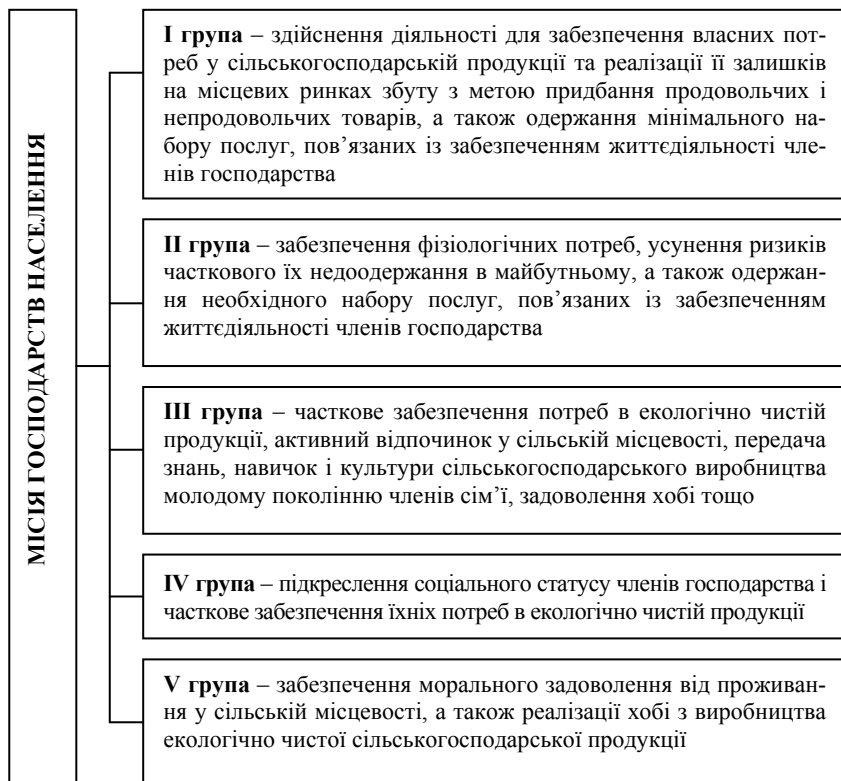 МІСІЯ ГОСПОДАРСТВ НАСЕЛЕННЯ
І група – здійснення діяльності для забезпечення власних пот-
реб у сільськогосподарській продукції та реалізації її залишків
на місцевих ринках збуту з метою придбання продовольчих і
непродовольчих товарів, а також одержання мінімального на-
бору послуг, пов’язаних із забезпеченням життєдіяльності чле-
нів господарства
ІІ група – забезпечення фізіологічних потреб, усунення ризиків
часткового їх недоодержання в майбутньому, а також одержан-
ня необхідного набору послуг, пов’язаних із забезпеченням
життєдіяльності членів господарства
ІІІ група – часткове забезпечення потреб в екологічно чистій
продукції, активний відпочинок у сільській місцевості, передача
знань, навичок і культури сільськогосподарського виробництва
молодому поколінню членів сім’ї, задоволення хобі тощо
IV група – підкреслення соціального статусу членів господарства і
часткове забезпечення їхніх потреб в екологічно чистій продукції
V група – забезпечення морального задоволення від проживан-
ня у сільській місцевості, а також реалізації хобі з виробництва
екологічно чистої сільськогосподарської продукції